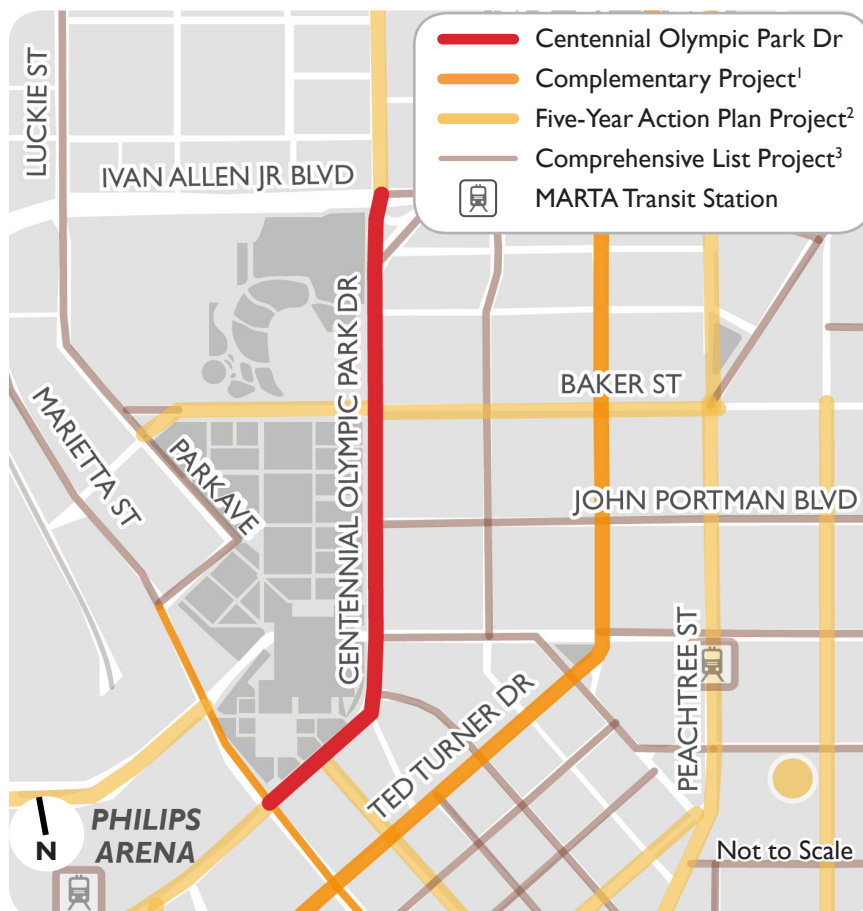 Centennial Olympic Park Dr
Complementary Project¹
Five-Year Action Plan Project²
Comprehensive List Project³
MARTA Transit Station
LUCKIE ST
IVAN ALLEN JR BLVD
CENTENNIAL OLYMPIC PARK DR
BAKER ST
MARIETTA ST
PARK AVE
JOHN PORTMAN BLVD
PEACHTREE ST
TED TURNER DR
PHILIPS
ARENA
N
Not to Scale